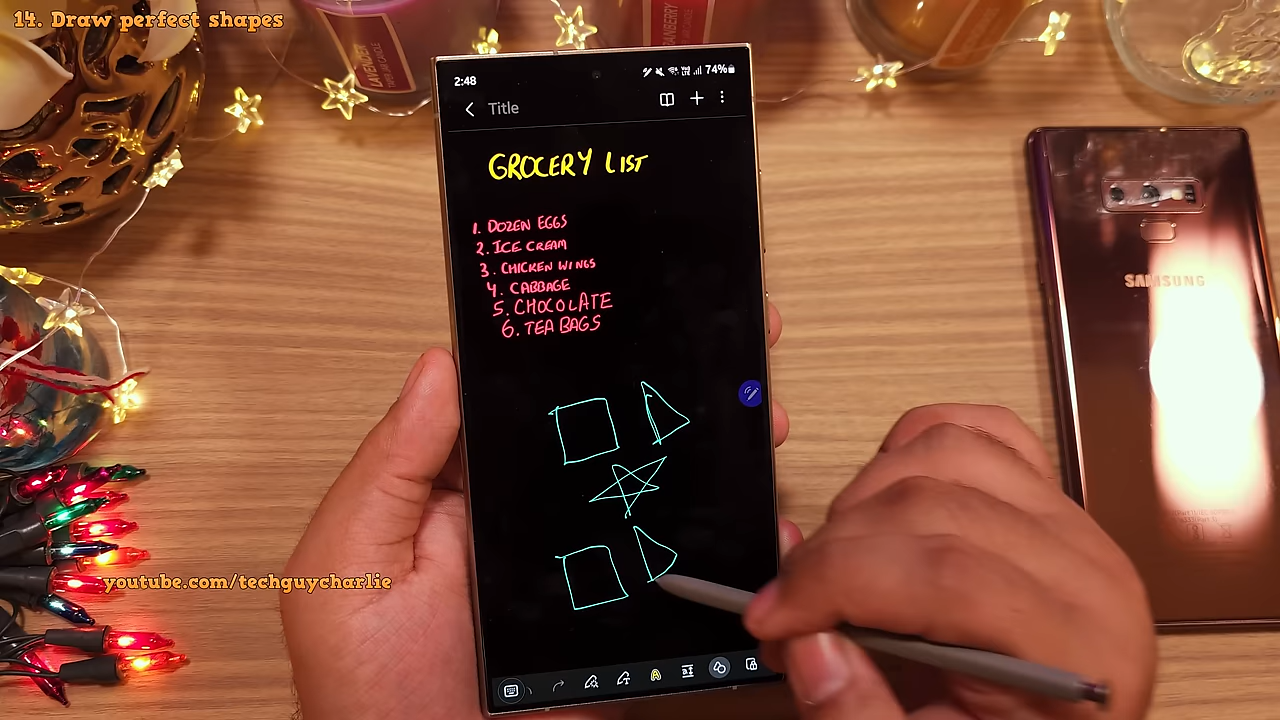 14. Draw perfect shapes
LAVENDER
2:48
74%
Title
GROCERY LIST
1. DOZEN EGGS
2. ICE CREAM
3. CHICKEN WINGS
4. CABBAGE
5. CHOCOLATE
6. TEA BAGS
SAMSUNG
youtube.com/techguycharlie